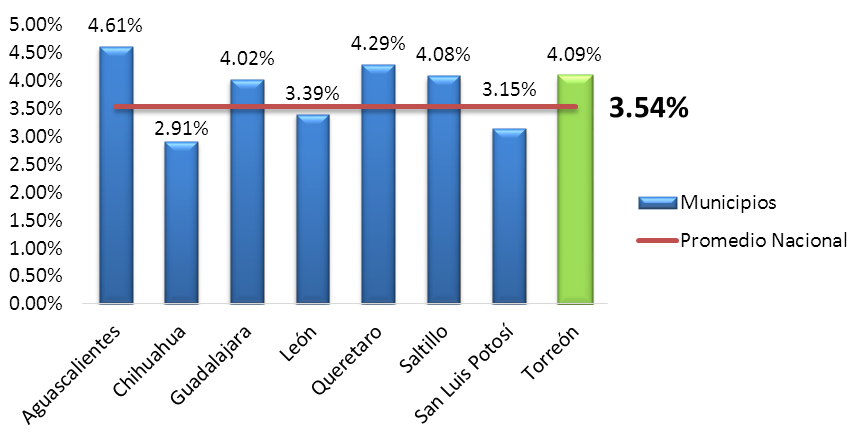 5.00%
4.50%
4.00%
3.50%
3.00%
2.50%
2.00%
1.50%
1.00%
0.50%
0.00%
4.61%
2.91%
4.02%
3.39%
4.29%
4.08%
3.15%
4.09%
3.54%
Municipios
Promedio Nacional
Aguascalientes
Chihuahua
Guadalajara
León
Queretaro
Saltillo
San Luis Potosí
Torreón